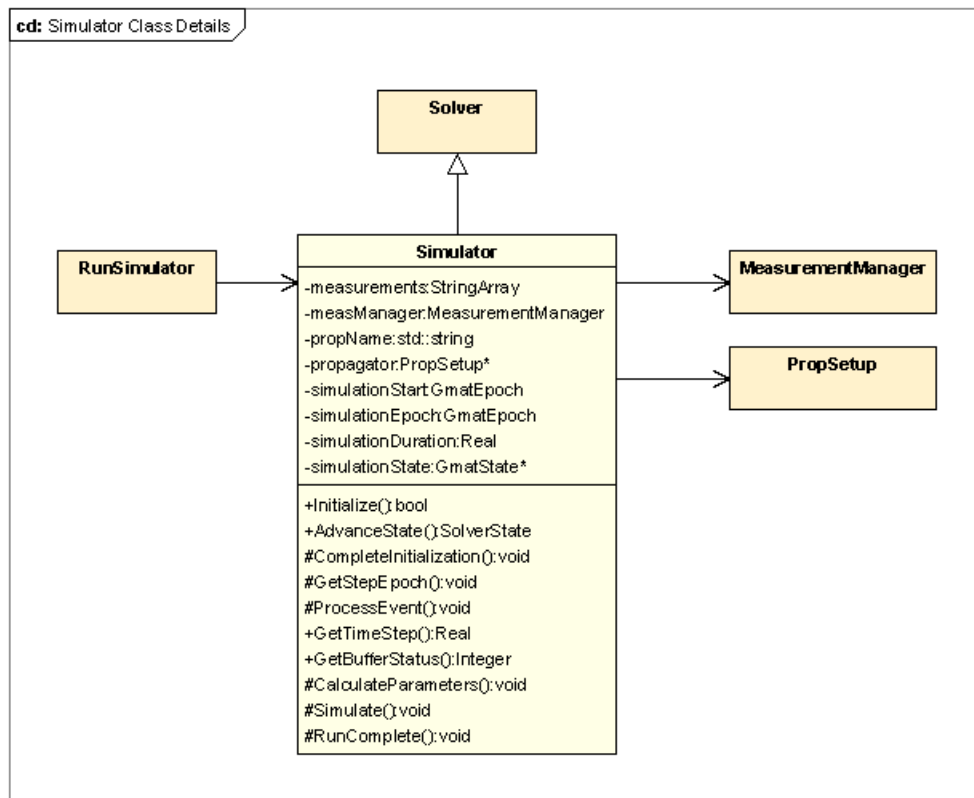 cd: Simulator Class Details
Solver
RunSimulator
Simulator
MeasurementManager
-measurements:StringArray
-measManager:MeasurementManager
-propName:std::string
-propagator:PropSetup*
PropSetup
-simulationStart:GmatEpoch
-simulationEpoch:GmatEpoch
-simulationDuration:Real
-simulationState:GmatState*
+Initialize():bool
+AdvanceState():SolverState
#CompleteInitialization():void
#GetStepEpoch():void
#ProcessEvent():void
+GetTimeStep():Real
+GetBufferStatus():Integer
#CalculateParameters():void
#Simulate():void
#RunComplete():void